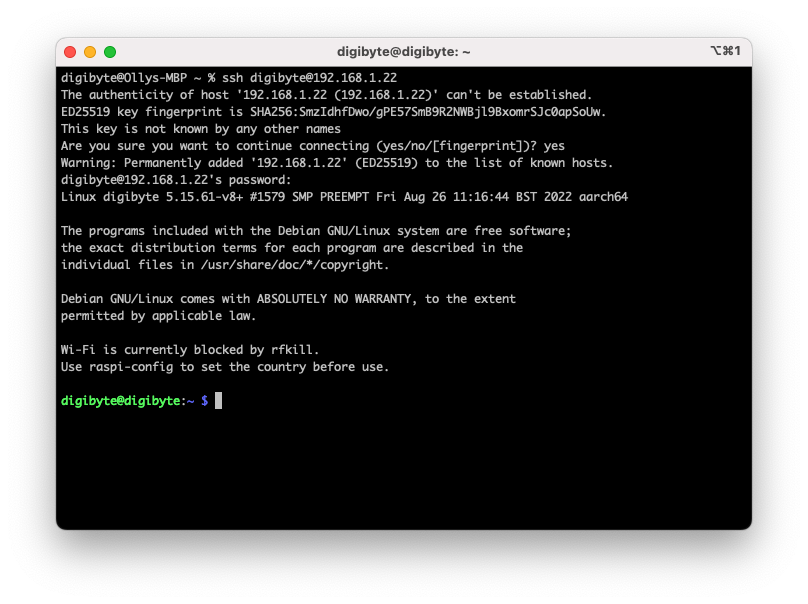 digibyte@digibyte: ~
⌥⌘1
digibyte@Ollys-MBP ~ % ssh digibyte@192.168.1.22
The authenticity of host '192.168.1.22 (192.168.1.22)' can't be established.
ED25519 key fingerprint is SHA256:SmzIdhfDwo/gPE57SmB9R2NWBjl9BxomrSJc0apSoUw.
This key is not known by any other names
Are you sure you want to continue connecting (yes/no/[fingerprint])? yes
Warning: Permanently added '192.168.1.22' (ED25519) to the list of known hosts.
digibyte@192.168.1.22's password:
Linux digibyte 5.15.61-v8+ #1579 SMP PREEMPT Fri Aug 26 11:16:44 BST 2022 aarch64
The programs included with the Debian GNU/Linux system are free software;
the exact distribution terms for each program are described in the
individual files in /usr/share/doc/*/copyright.
Debian GNU/Linux comes with ABSOLUTELY NO WARRANTY, to the extent
permitted by applicable law.
Wi-Fi is currently blocked by rfkill.
Use raspi-config to set the country before use.
digibyte@digibyte:~ $